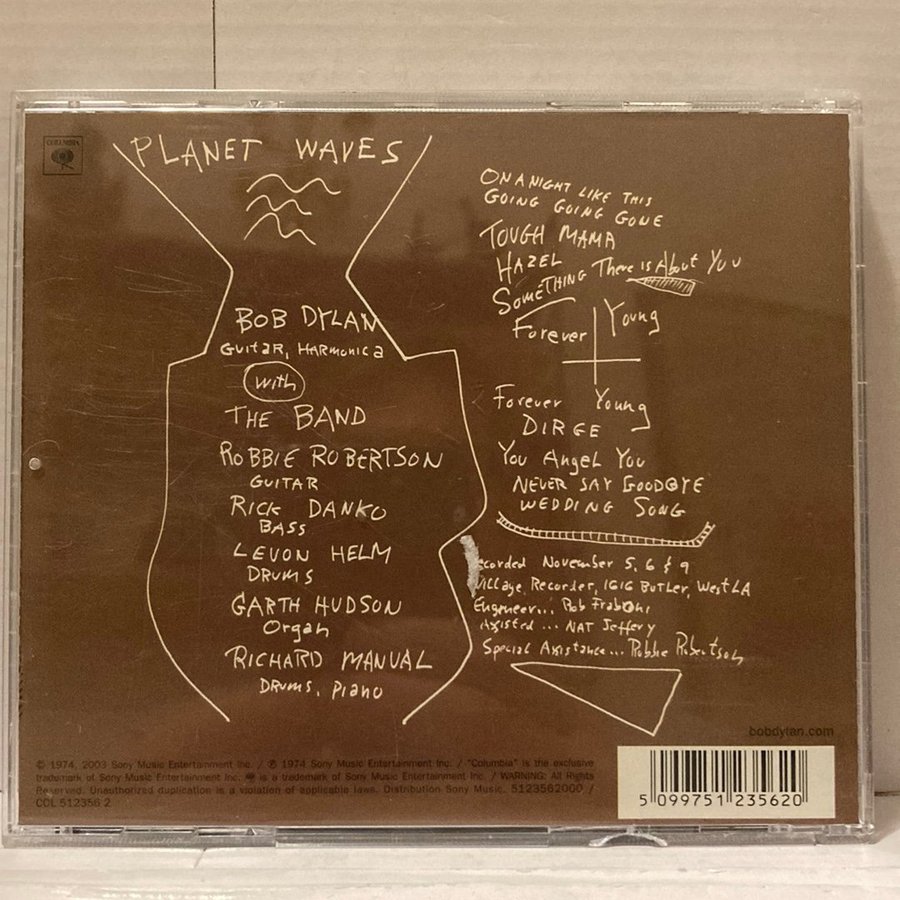 COLUMBIA
PLANET WAVES
BOB DYLAN
GUITAR, HARMONICA
with
THE BAND
ROBBIE ROBERTSON
GUITAR
RICK DANKO
BASS
LEVON HELM
DRUMS
GARTH HUDSON
Organ
RICHARD MANUAL
DRUMS, Piano
ON A NIGHT LIKE THIS
GOING GOING GONE
TOUGH MAMA
HAZEL
SOMETHING There is About You
Forever Young
Forever Young
DIRGE
You Angel You
NEVER SAY GOODBYE
WEDDING SONG
ecorded November 5, 6 & 9
Village Recorder, 1616 BUTLER, West LA
Engeneer... Bob Fraboni
Assisted... NAT Jeffery
Special Assistance... Robbie Robertson
bobdylan.com
© 1974, 2003 Sony Music Entertainment Inc. / ℗ 1974 Sony Music Entertainment Inc. / "Columbia" is the exclusive
trademark of Sony Music Entertainment Inc. / is a trademark of Sony Music Entertainment Inc. / WARNING: All Rights
Reserved. Unauthorized duplication is a violation of applicable laws. Distribution Sony Music. 5123562000 /
COL 512356 2
5 099751 235620